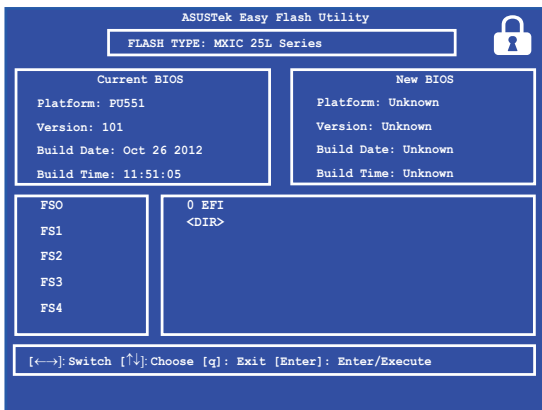 ASUSTek Easy Flash Utility
FLASH TYPE: MXIC 25L Series
Current BIOS
Platform: PU551
Version: 101
Build Date: Oct 26 2012
Build Time: 11:51:05
New BIOS
Platform: Unknown
Version: Unknown
Build Date: Unknown
Build Time: Unknown
FSO
FS1
FS2
FS3
FS4
0 EFI
<DIR>
[←→]: Switch [↑↓]: Choose [q]: Exit [Enter]: Enter/Execute